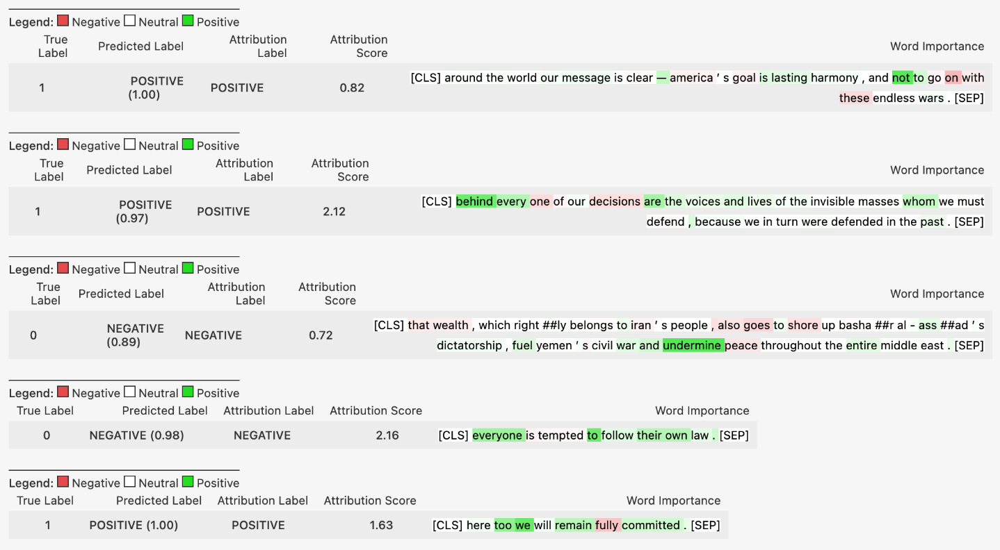 Legend: Negative Neutral Positive
True Label Predicted Label Attribution Label Attribution Score Word Importance
1 POSITIVE (1.00) POSITIVE 0.82 [CLS] around the world our message is clear — america ’ s goal is lasting harmony , and not to go on with
these endless wars . [SEP]
Legend: Negative Neutral Positive
True Label Predicted Label Attribution Label Attribution Score Word Importance
1 POSITIVE (0.97) POSITIVE 2.12 [CLS] behind every one of our decisions are the voices and lives of the invisible masses whom we must
defend , because we in turn were defended in the past . [SEP]
Legend: Negative Neutral Positive
True Label Predicted Label Attribution Label Attribution Score Word Importance
0 NEGATIVE (0.89) NEGATIVE 0.72 [CLS] that wealth , which right ##ly belongs to iran ’ s people , also goes to shore up basha ##r al - ass ##ad ’ s
dictatorship , fuel yemen ’ s civil war and undermine peace throughout the entire middle east . [SEP]
Legend: Negative Neutral Positive
True Label Predicted Label Attribution Label Attribution Score Word Importance
0 NEGATIVE (0.98) NEGATIVE 2.16 [CLS] everyone is tempted to follow their own law . [SEP]
Legend: Negative Neutral Positive
True Label Predicted Label Attribution Label Attribution Score Word Importance
1 POSITIVE (1.00) POSITIVE 1.63 [CLS] here too we will remain fully committed . [SEP]